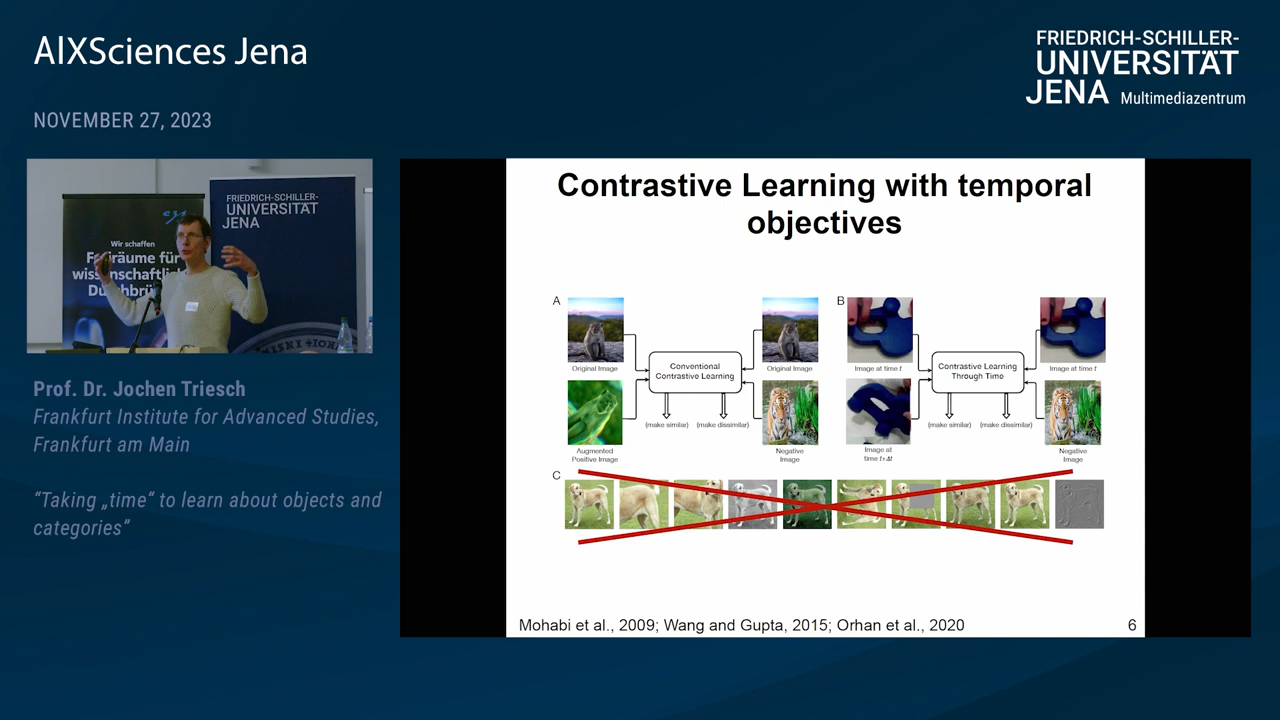 AIXSciences Jena
FRIEDRICH-SCHILLER-
UNIVERSITÄT
JENA Multimediazentrum
NOVEMBER 27, 2023
Wir schaffen
für
FRIEDRICH-SCHILLER-
UNIVERSITÄT
JENA
Prof. Dr. Jochen Triesch
Frankfurt Institute for Advanced Studies,
Frankfurt am Main
“Taking „time“ to learn about objects and
categories”
Contrastive Learning with temporal
objectives
A
Original Image
Conventional
Contrastive Learning
Original Image
Augmented
Positive Image
(make similar)
(make dissimilar)
Negative
Image
B
Image at time t
Contrastive Learning
Through Time
Image at time t
Image at
time t+Δt
(make similar)
(make dissimilar)
Negative
Image
C
Mohabi et al., 2009; Wang and Gupta, 2015; Orhan et al., 2020
6